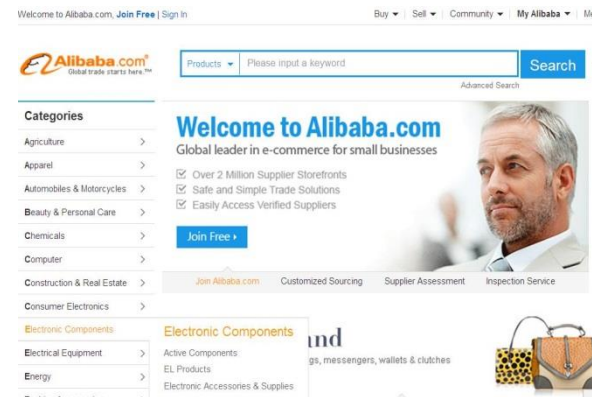 Welcome to Alibaba.com, Join Free | Sign In
Buy | Sell | Community | My Alibaba
Alibaba.com
Global trade starts here.™
Products
Please input a keyword
Search
Advanced Search
Categories
Agriculture
Apparel
Automobiles & Motorcycles
Beauty & Personal Care
Chemicals
Computer
Construction & Real Estate
Consumer Electronics
Electronic Components
Electrical Equipment
Energy
Welcome to Alibaba.com
Global leader in e-commerce for small businesses
Over 2 Million Supplier Storefronts
Safe and Simple Trade Solutions
Easily Access Verified Suppliers
Join Free
Join Alibaba.com
Customized Sourcing
Supplier Assessment
Inspection Service
Electronic Components
Active Components
EL Products
Electronic Accessories & Supplies
messengers, wallets & clutches